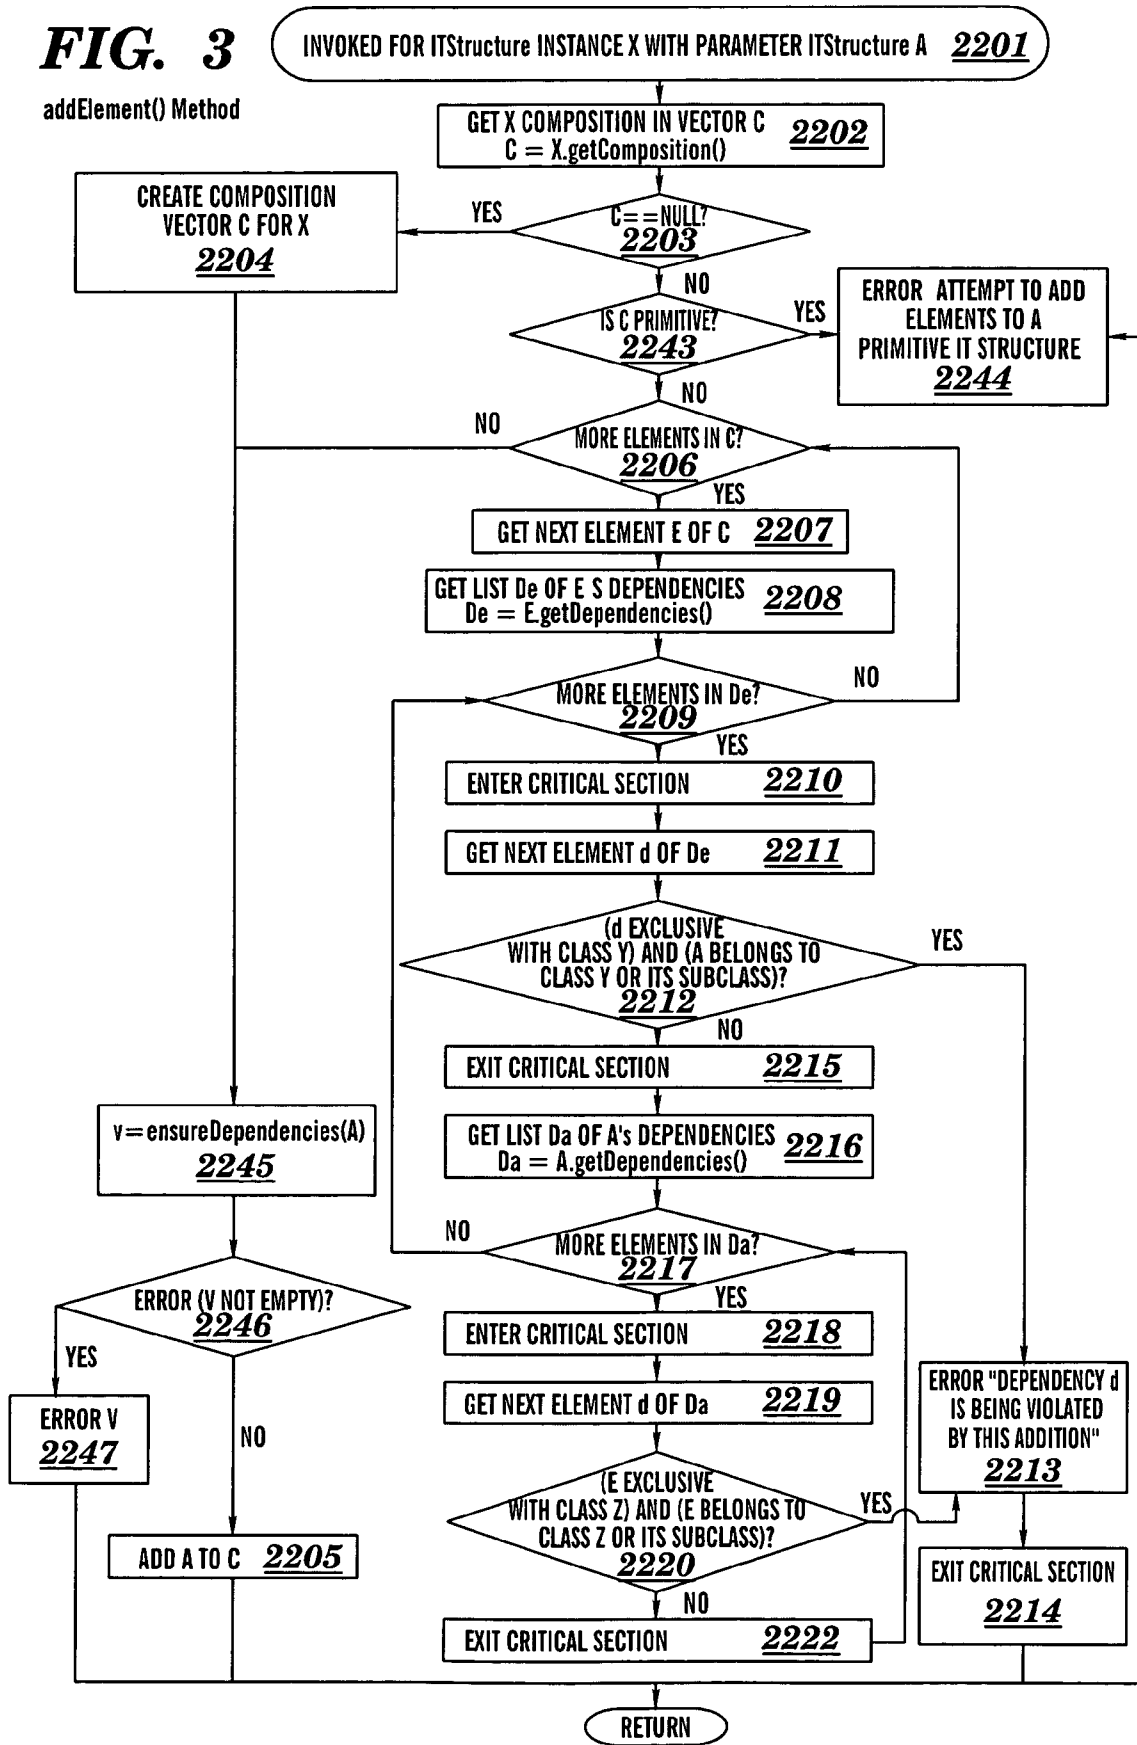 FIG. 3
addElement() Method
INVOKED FOR ITStructure INSTANCE X WITH PARAMETER ITStructure A 2201
GET X COMPOSITION IN VECTOR C
C = X.getComposition()
2202
CREATE COMPOSITION
VECTOR C FOR X
2204
YES
C==NULL?
2203
NO
IS C PRIMITIVE?
2243
YES
ERROR ATTEMPT TO ADD
ELEMENTS TO A
PRIMITIVE IT STRUCTURE
2244
NO
NO
MORE ELEMENTS IN C?
2206
YES
GET NEXT ELEMENT E OF C 2207
GET LIST De OF E S DEPENDENCIES
De = E.getDependencies()
2208
MORE ELEMENTS IN De?
2209
NO
YES
ENTER CRITICAL SECTION 2210
GET NEXT ELEMENT d OF De 2211
(d EXCLUSIVE
WITH CLASS Y) AND (A BELONGS TO
CLASS Y OR ITS SUBCLASS)?
2212
YES
NO
EXIT CRITICAL SECTION 2215
v=ensureDependencies(A)
2245
GET LIST Da OF A's DEPENDENCIES
Da = A.getDependencies()
2216
NO
MORE ELEMENTS IN Da?
2217
YES
ERROR (V NOT EMPTY)?
2246
ENTER CRITICAL SECTION 2218
YES
GET NEXT ELEMENT d OF Da 2219
ERROR "DEPENDENCY d
IS BEING VIOLATED
BY THIS ADDITION"
2213
ERROR V
2247
NO
(E EXCLUSIVE
WITH CLASS Z) AND (E BELONGS TO
CLASS Z OR ITS SUBCLASS)?
2220
YES
ADD A TO C 2205
NO
EXIT CRITICAL SECTION
2214
EXIT CRITICAL SECTION 2222
RETURN